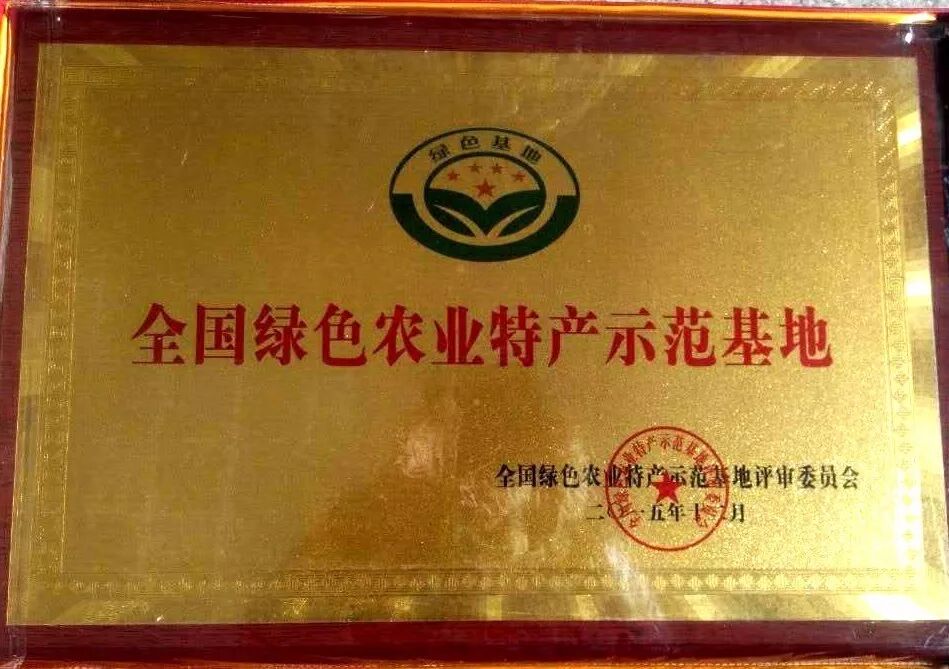 绿色基地
全国绿色农业特产示范基地
全国绿色农业特产示范基地评审委员会
二〇一五年十二月